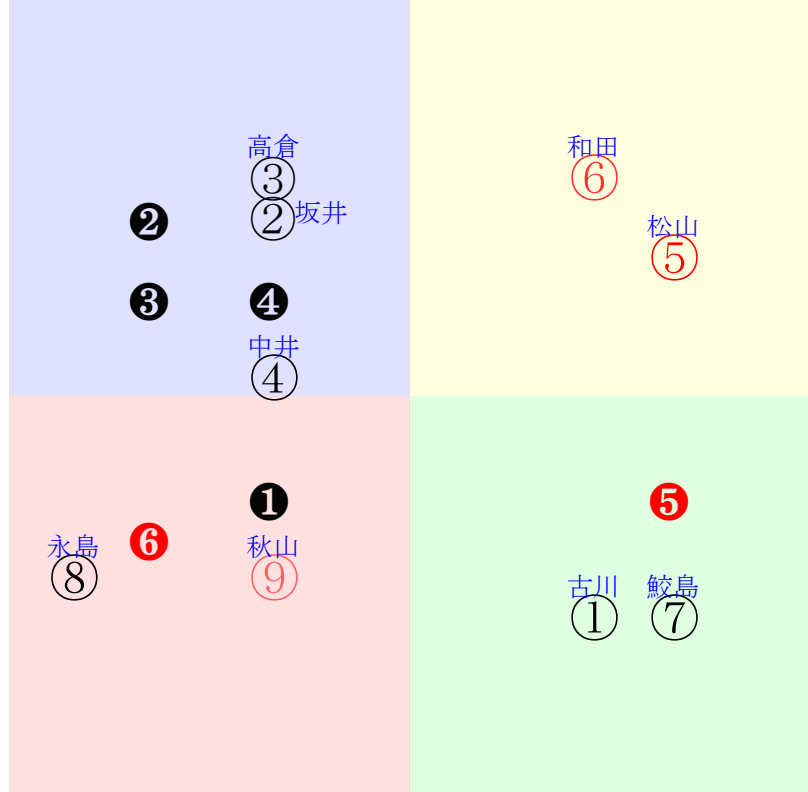 高倉
③
②坂井
❷
❸
❹
中井
④
和田
⑥
松山
⑤
❶
❻
永島
⑧
秋山
⑨
❺
古川
①
鮫島
⑦